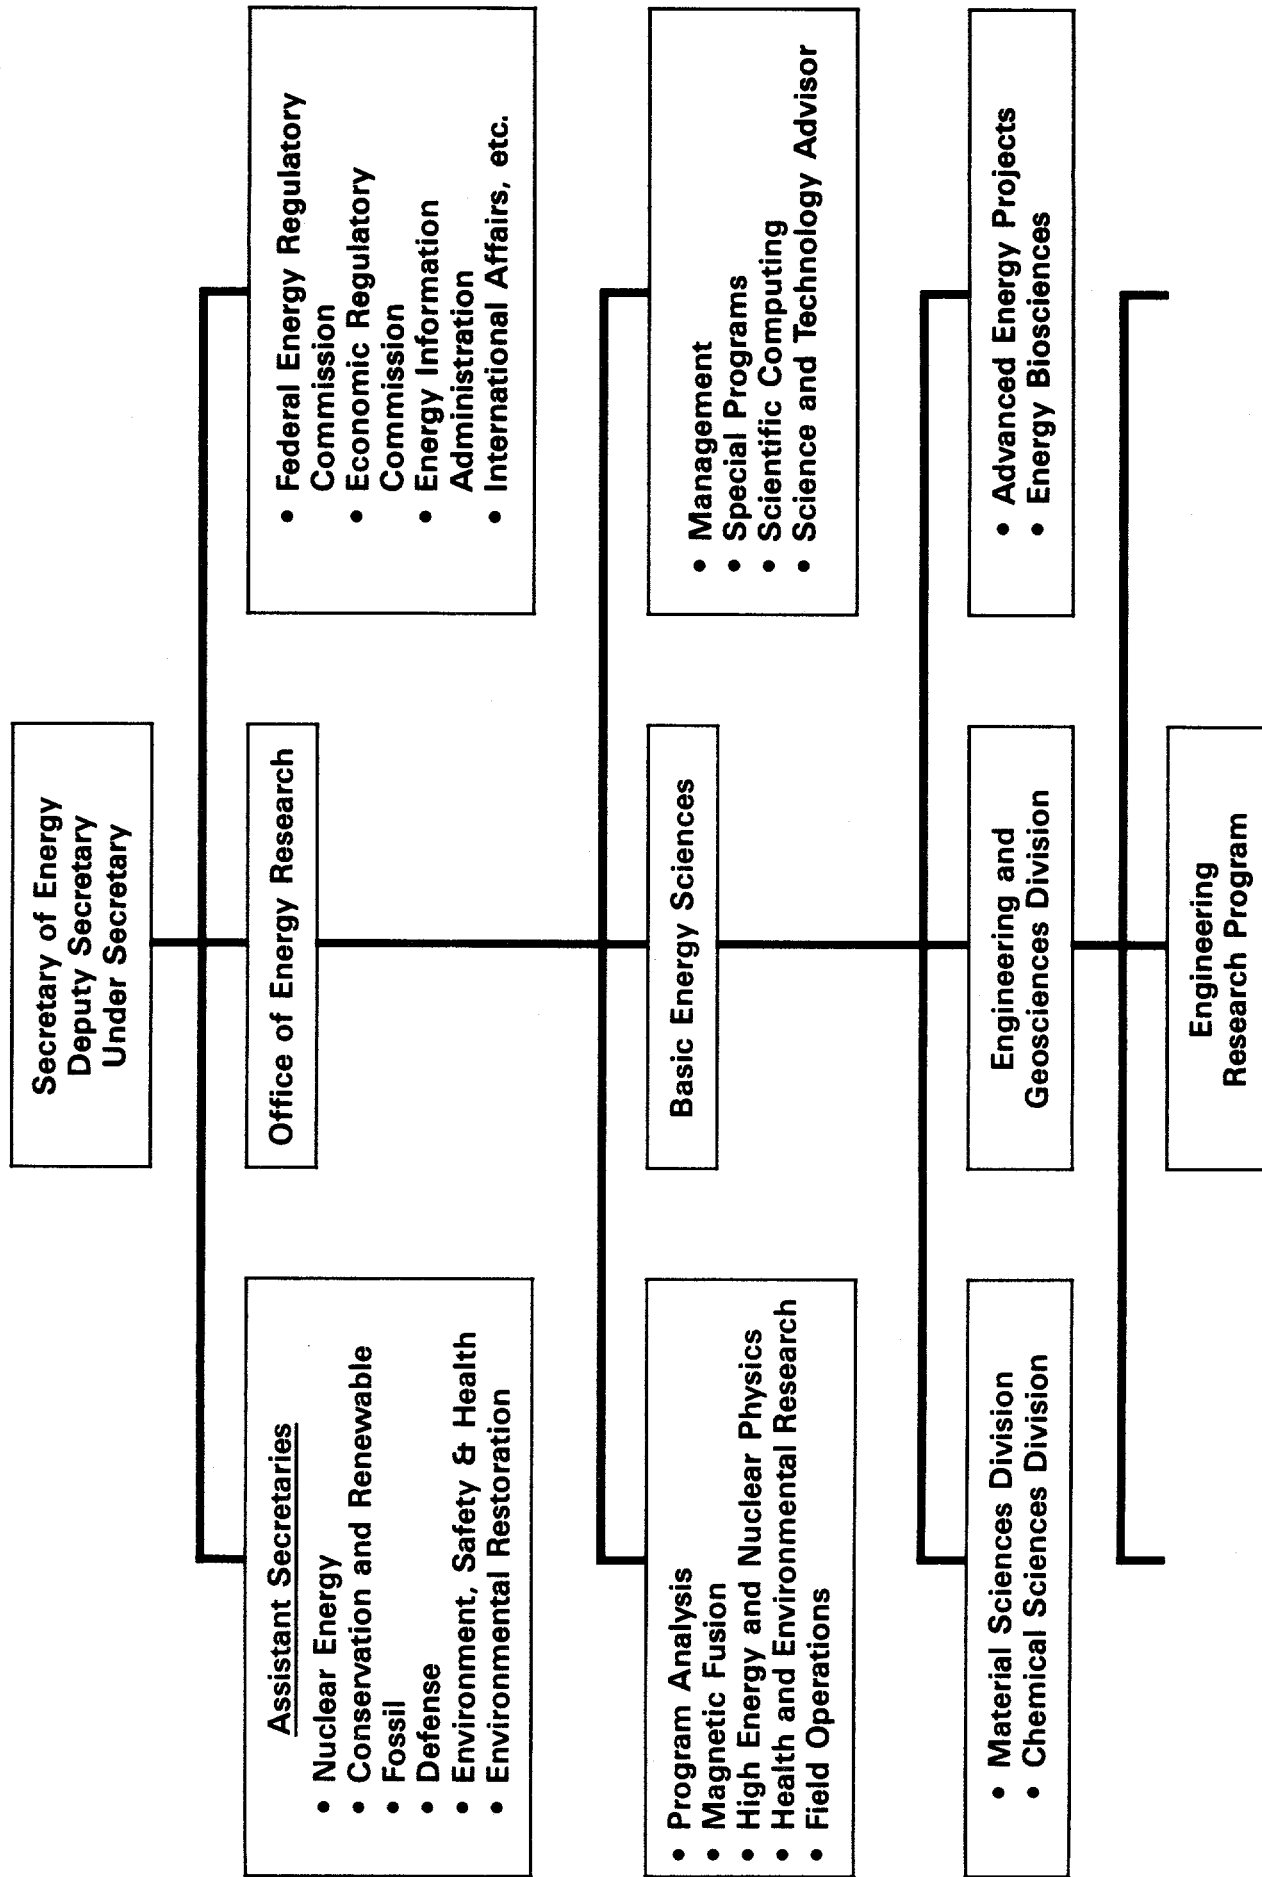 Secretary of Energy
Deputy Secretary
Under Secretary
Assistant Secretaries
• Nuclear Energy
• Conservation and Renewable
• Fossil
• Defense
• Environment, Safety & Health
• Environmental Restoration
Office of Energy Research
• Federal Energy Regulatory
Commission
• Economic Regulatory
Commission
• Energy Information
Administration
• International Affairs, etc.
• Program Analysis
• Magnetic Fusion
• High Energy and Nuclear Physics
• Health and Environmental Research
• Field Operations
Basic Energy Sciences
• Management
• Special Programs
• Scientific Computing
• Science and Technology Advisor
• Material Sciences Division
• Chemical Sciences Division
Engineering and
Geosciences Division
• Advanced Energy Projects
• Energy Biosciences
Engineering
Research Program